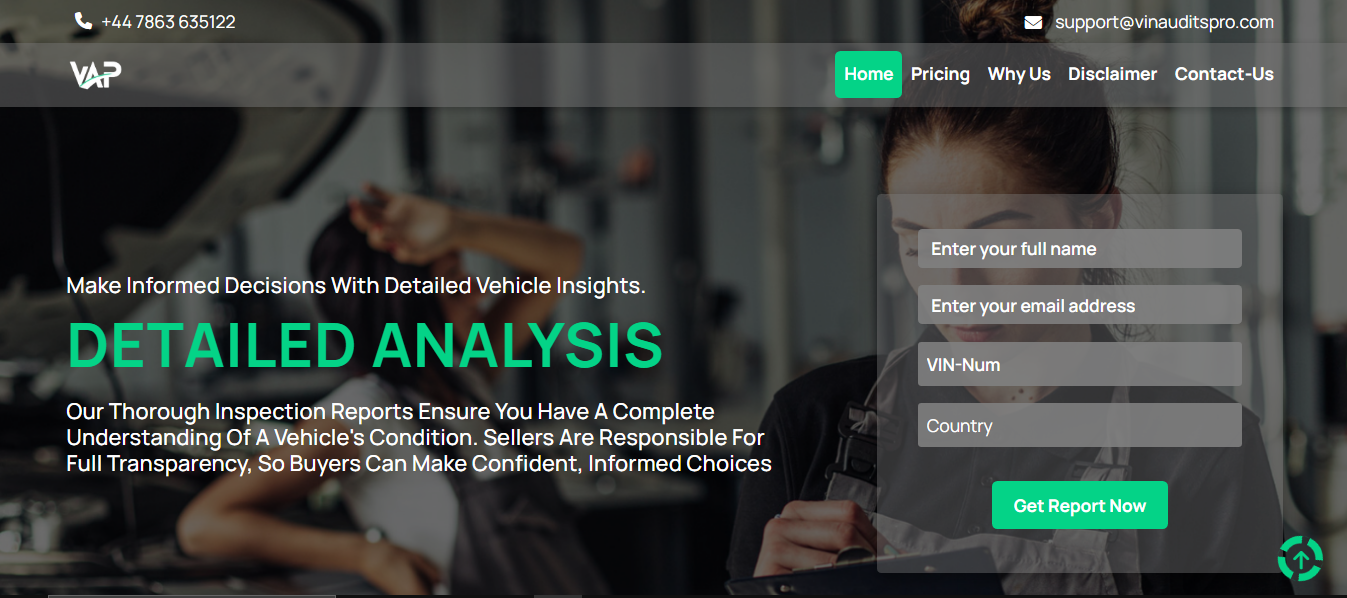 +44 7863 635122
support@vinauditspro.com
VAP
Home
Pricing
Why Us
Disclaimer
Contact-Us
Make Informed Decisions With Detailed Vehicle Insights.
DETAILED ANALYSIS
Our Thorough Inspection Reports Ensure You Have A Complete
Understanding Of A Vehicle's Condition. Sellers Are Responsible For
Full Transparency, So Buyers Can Make Confident, Informed Choices
Enter your full name
Enter your email address
VIN-Num
Country
Get Report Now